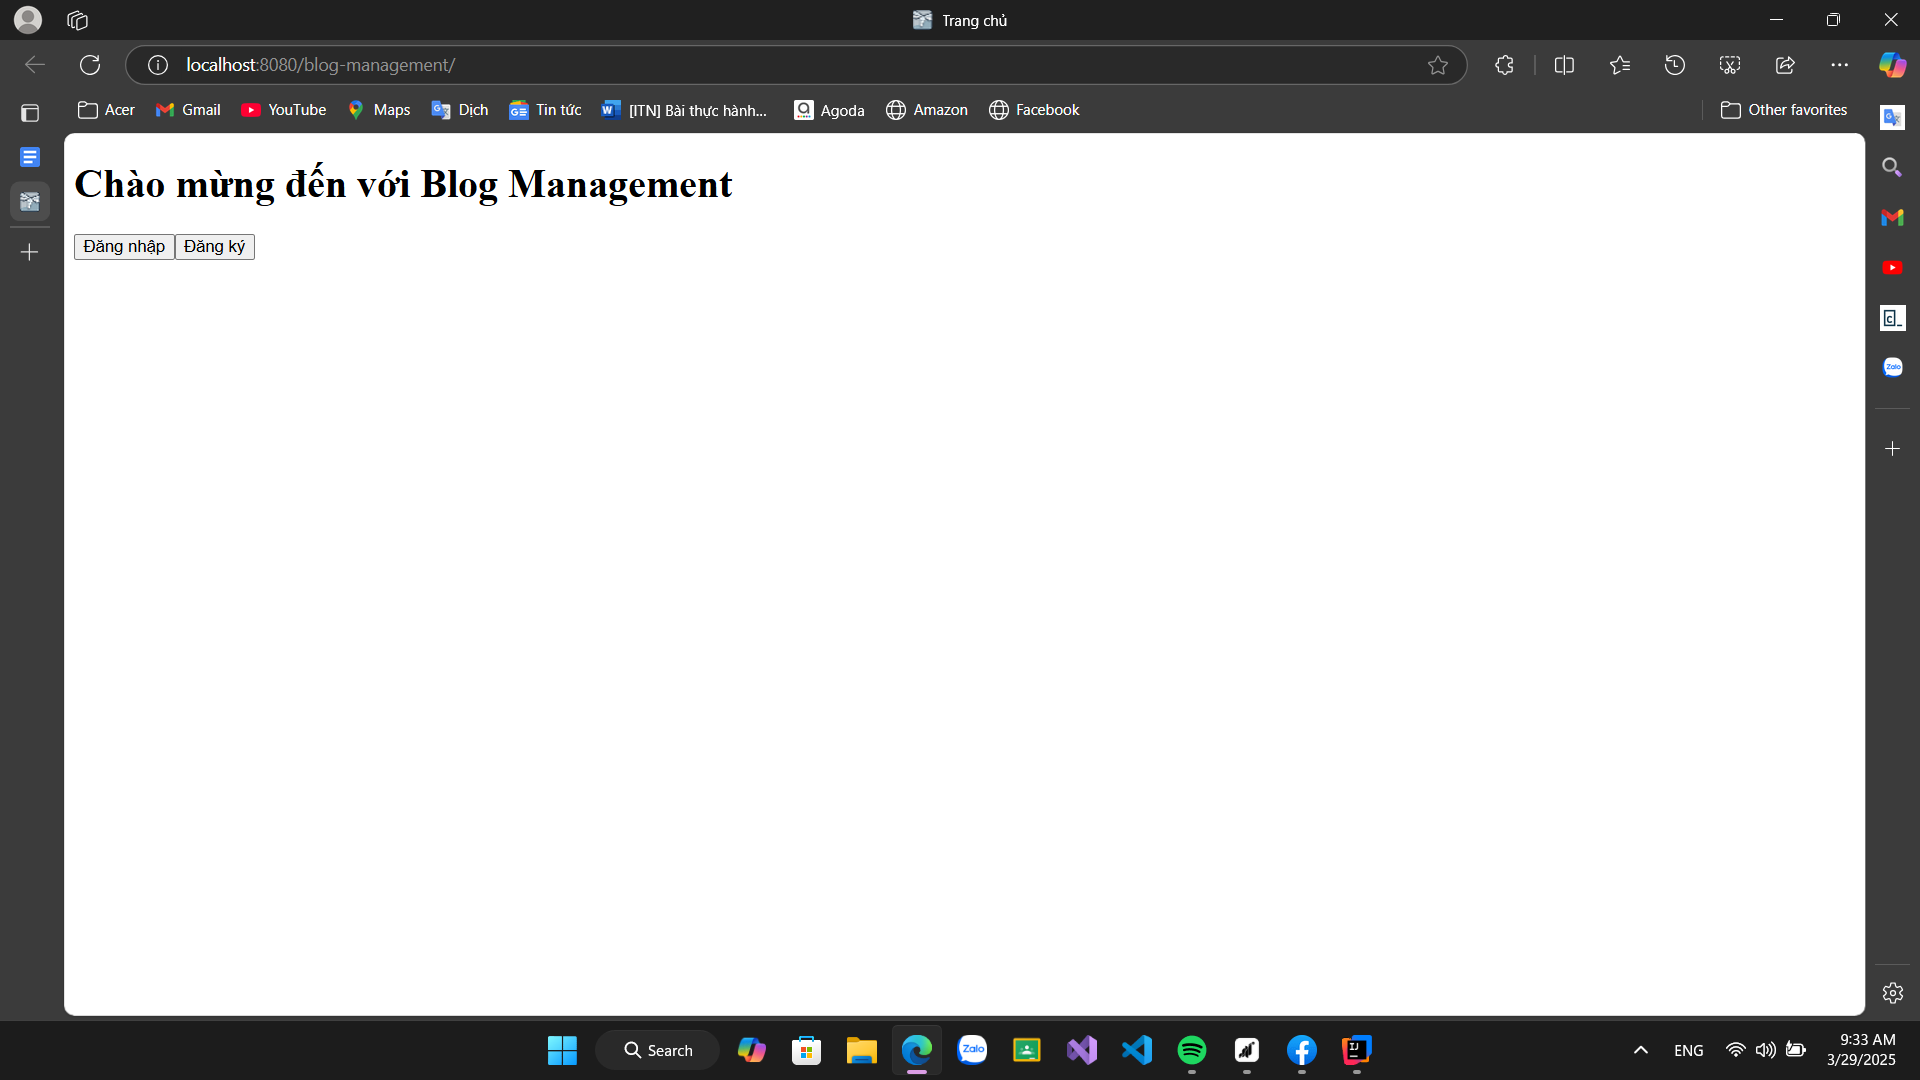 Trang chủ
localhost:8080/blog-management/
Acer Gmail YouTube Maps Dịch Tin tức [ITN] Bài thực hành... Agoda Amazon Facebook Other favorites
Chào mừng đến với Blog Management
Đăng nhập Đăng ký
Search
Zalo
ENG
9:33 AM
3/29/2025